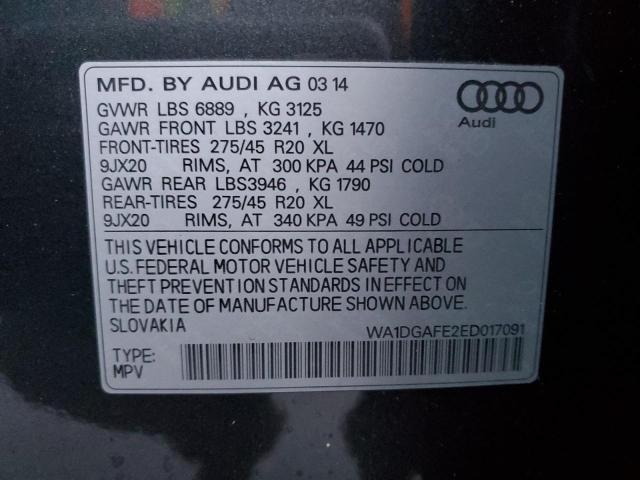 MFD. BY AUDI AG 03 14
Audi
GVWR LBS 6889 , KG 3125
GAWR FRONT LBS 3241 , KG 1470
FRONT-TIRES 275/45 R20 XL
9JX20 RIMS, AT 300 KPA 44 PSI COLD
GAWR REAR LBS3946 , KG 1790
REAR-TIRES 275/45 R20 XL
9JX20 RIMS, AT 340 KPA 49 PSI COLD
THIS VEHICLE CONFORMS TO ALL APPLICABLE
U.S. FEDERAL MOTOR VEHICLE SAFETY AND
THEFT PREVENTION STANDARDS IN EFFECT ON
THE DATE OF MANUFACTURE SHOWN ABOVE.
SLOVAKIA WA1DGAFE2ED017091
TYPE:
MPV